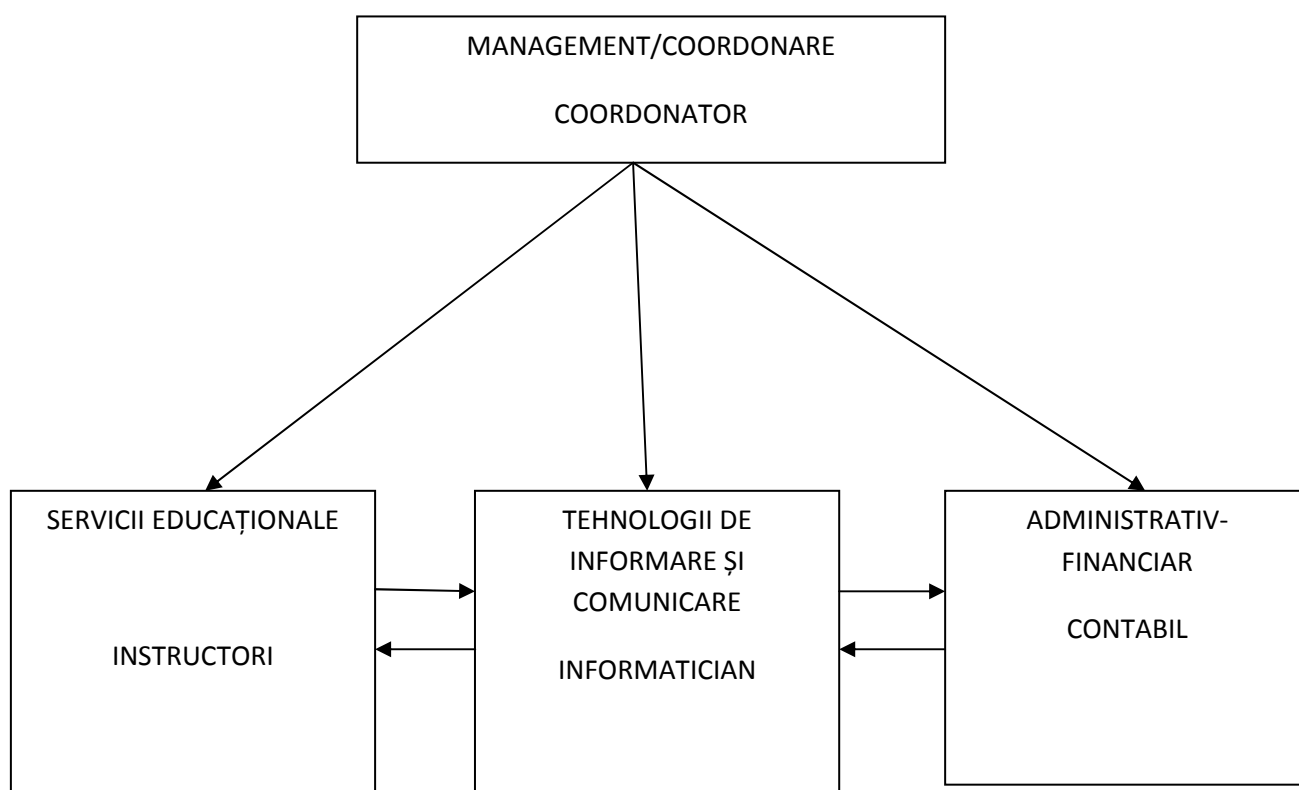 MANAGEMENT/COORDONARE
COORDONATOR
SERVICII EDUCAȚIONALE
INSTRUCTORI
TEHNOLOGII DE
INFORMARE ȘI
COMUNICARE
INFORMATICIAN
ADMINISTRATIV-
FINANCIAR
CONTABIL